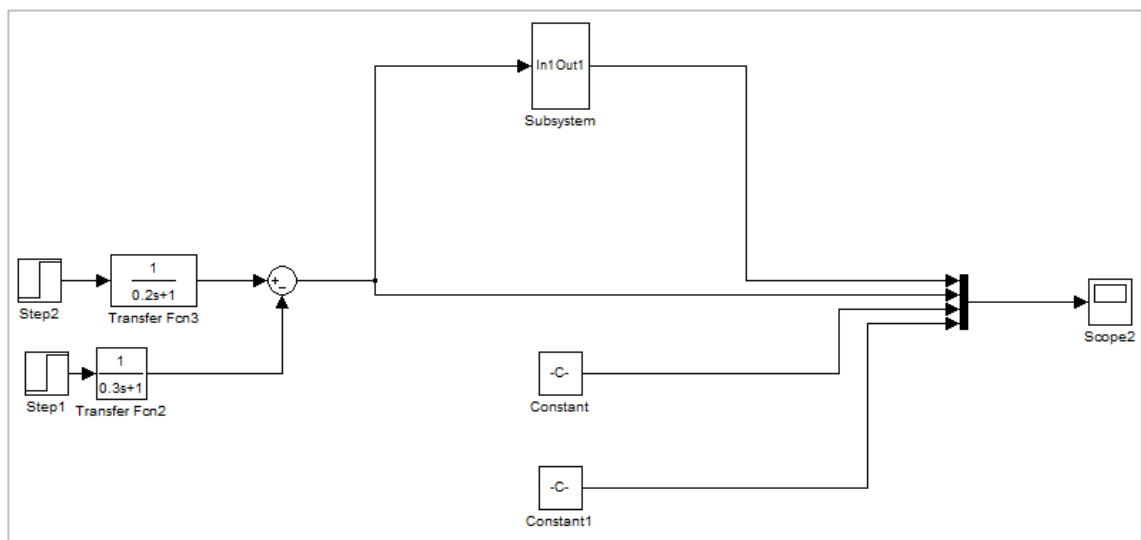 In1Out1
Subsystem
1
0.2s+1
+
−
Step2
Transfer Fcn3
Scope2
1
0.3s+1
-C-
Step1
Transfer Fcn2
Constant
-C-
Constant1